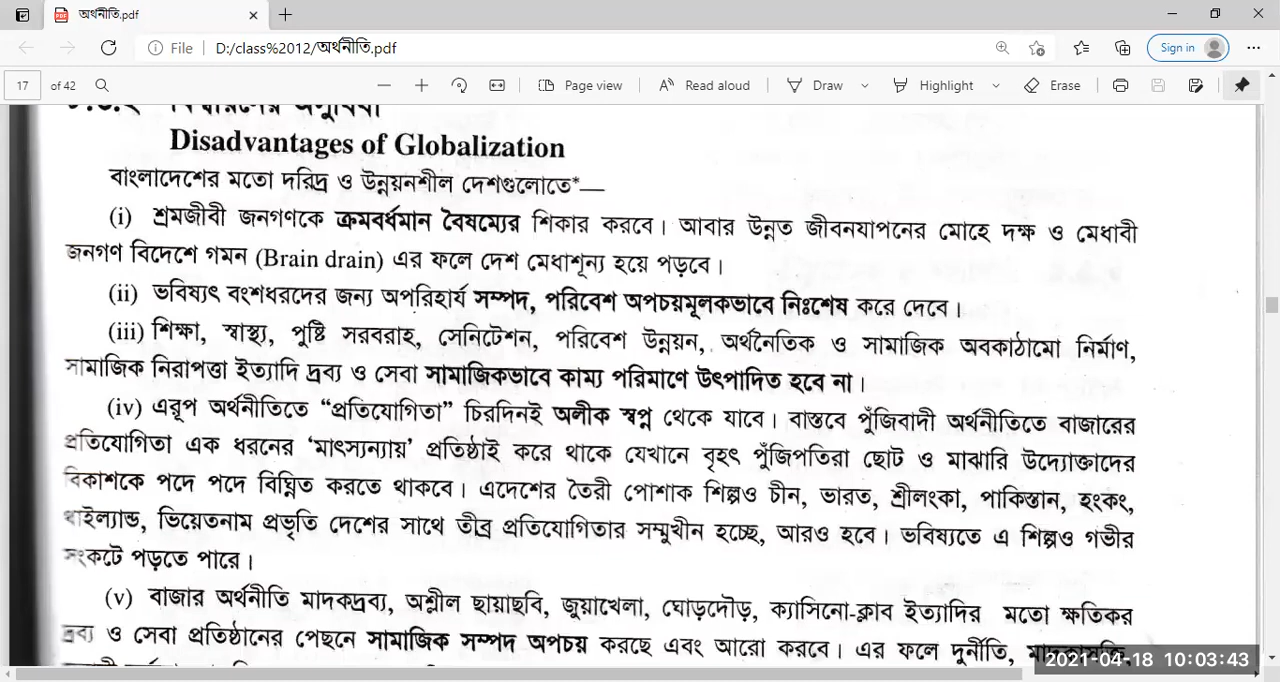 অর্থনীতি.pdf
File D:/class%2012/অর্থনীতি.pdf Sign in
17 of 42 Page view Read aloud Draw Highlight Erase
বিশ্বায়নের অসুবিধা
Disadvantages of Globalization
বাংলাদেশের মতো দরিদ্র ও উন্নয়নশীল দেশগুলোতে*—
(i) শ্রমজীবী জনগণকে ক্রমবর্ধমান বৈষম্যের শিকার করবে। আবার উন্নত জীবনযাপনের মোহে দক্ষ ও মেধাবী
জনগণ বিদেশে গমন (Brain drain) এর ফলে দেশ মেধাশূন্য হয়ে পড়বে।
(ii) ভবিষ্যৎ বংশধরদের জন্য অপরিহার্য সম্পদ, পরিবেশ অপচয়মূলকভাবে নিঃশেষ করে দেবে।
(iii) শিক্ষা, স্বাস্থ্য, পুষ্টি সরবরাহ, সেনিটেশন, পরিবেশ উন্নয়ন, অর্থনৈতিক ও সামাজিক অবকাঠামো নির্মাণ,
সামাজিক নিরাপত্তা ইত্যাদি দ্রব্য ও সেবা সামাজিকভাবে কাম্য পরিমাণে উৎপাদিত হবে না।
(iv) এরূপ অর্থনীতিতে “প্রতিযোগিতা” চিরদিনই অলীক স্বপ্ন থেকে যাবে। বাস্তবে পুঁজিবাদী অর্থনীতিতে বাজারের
প্রতিযোগিতা এক ধরনের ‘মাৎস্যন্যায়’ প্রতিষ্ঠাই করে থাকে যেখানে বৃহৎ পুঁজিপতিরা ছোট ও মাঝারি উদ্যোক্তাদের
বিকাশকে পদে পদে বিঘ্নিত করতে থাকবে। এদেশের তৈরী পোশাক শিল্পও চীন, ভারত, শ্রীলংকা, পাকিস্তান, হংকং,
থাইল্যান্ড, ভিয়েতনাম প্রভৃতি দেশের সাথে তীব্র প্রতিযোগিতার সম্মুখীন হচ্ছে, আরও হবে। ভবিষ্যতে এ শিল্পও গভীর
সংকটে পড়তে পারে।
(v) বাজার অর্থনীতি মাদকদ্রব্য, অশ্লীল ছায়াছবি, জুয়াখেলা, ঘোড়দৌড়, ক্যাসিনো-ক্লাব ইত্যাদির মতো ক্ষতিকর
দ্রব্য ও সেবা প্রতিষ্ঠানের পেছনে সামাজিক সম্পদ অপচয় করছে এবং আরো করবে। এর ফলে দুর্নীতি,
2021-04-18 10:03:43